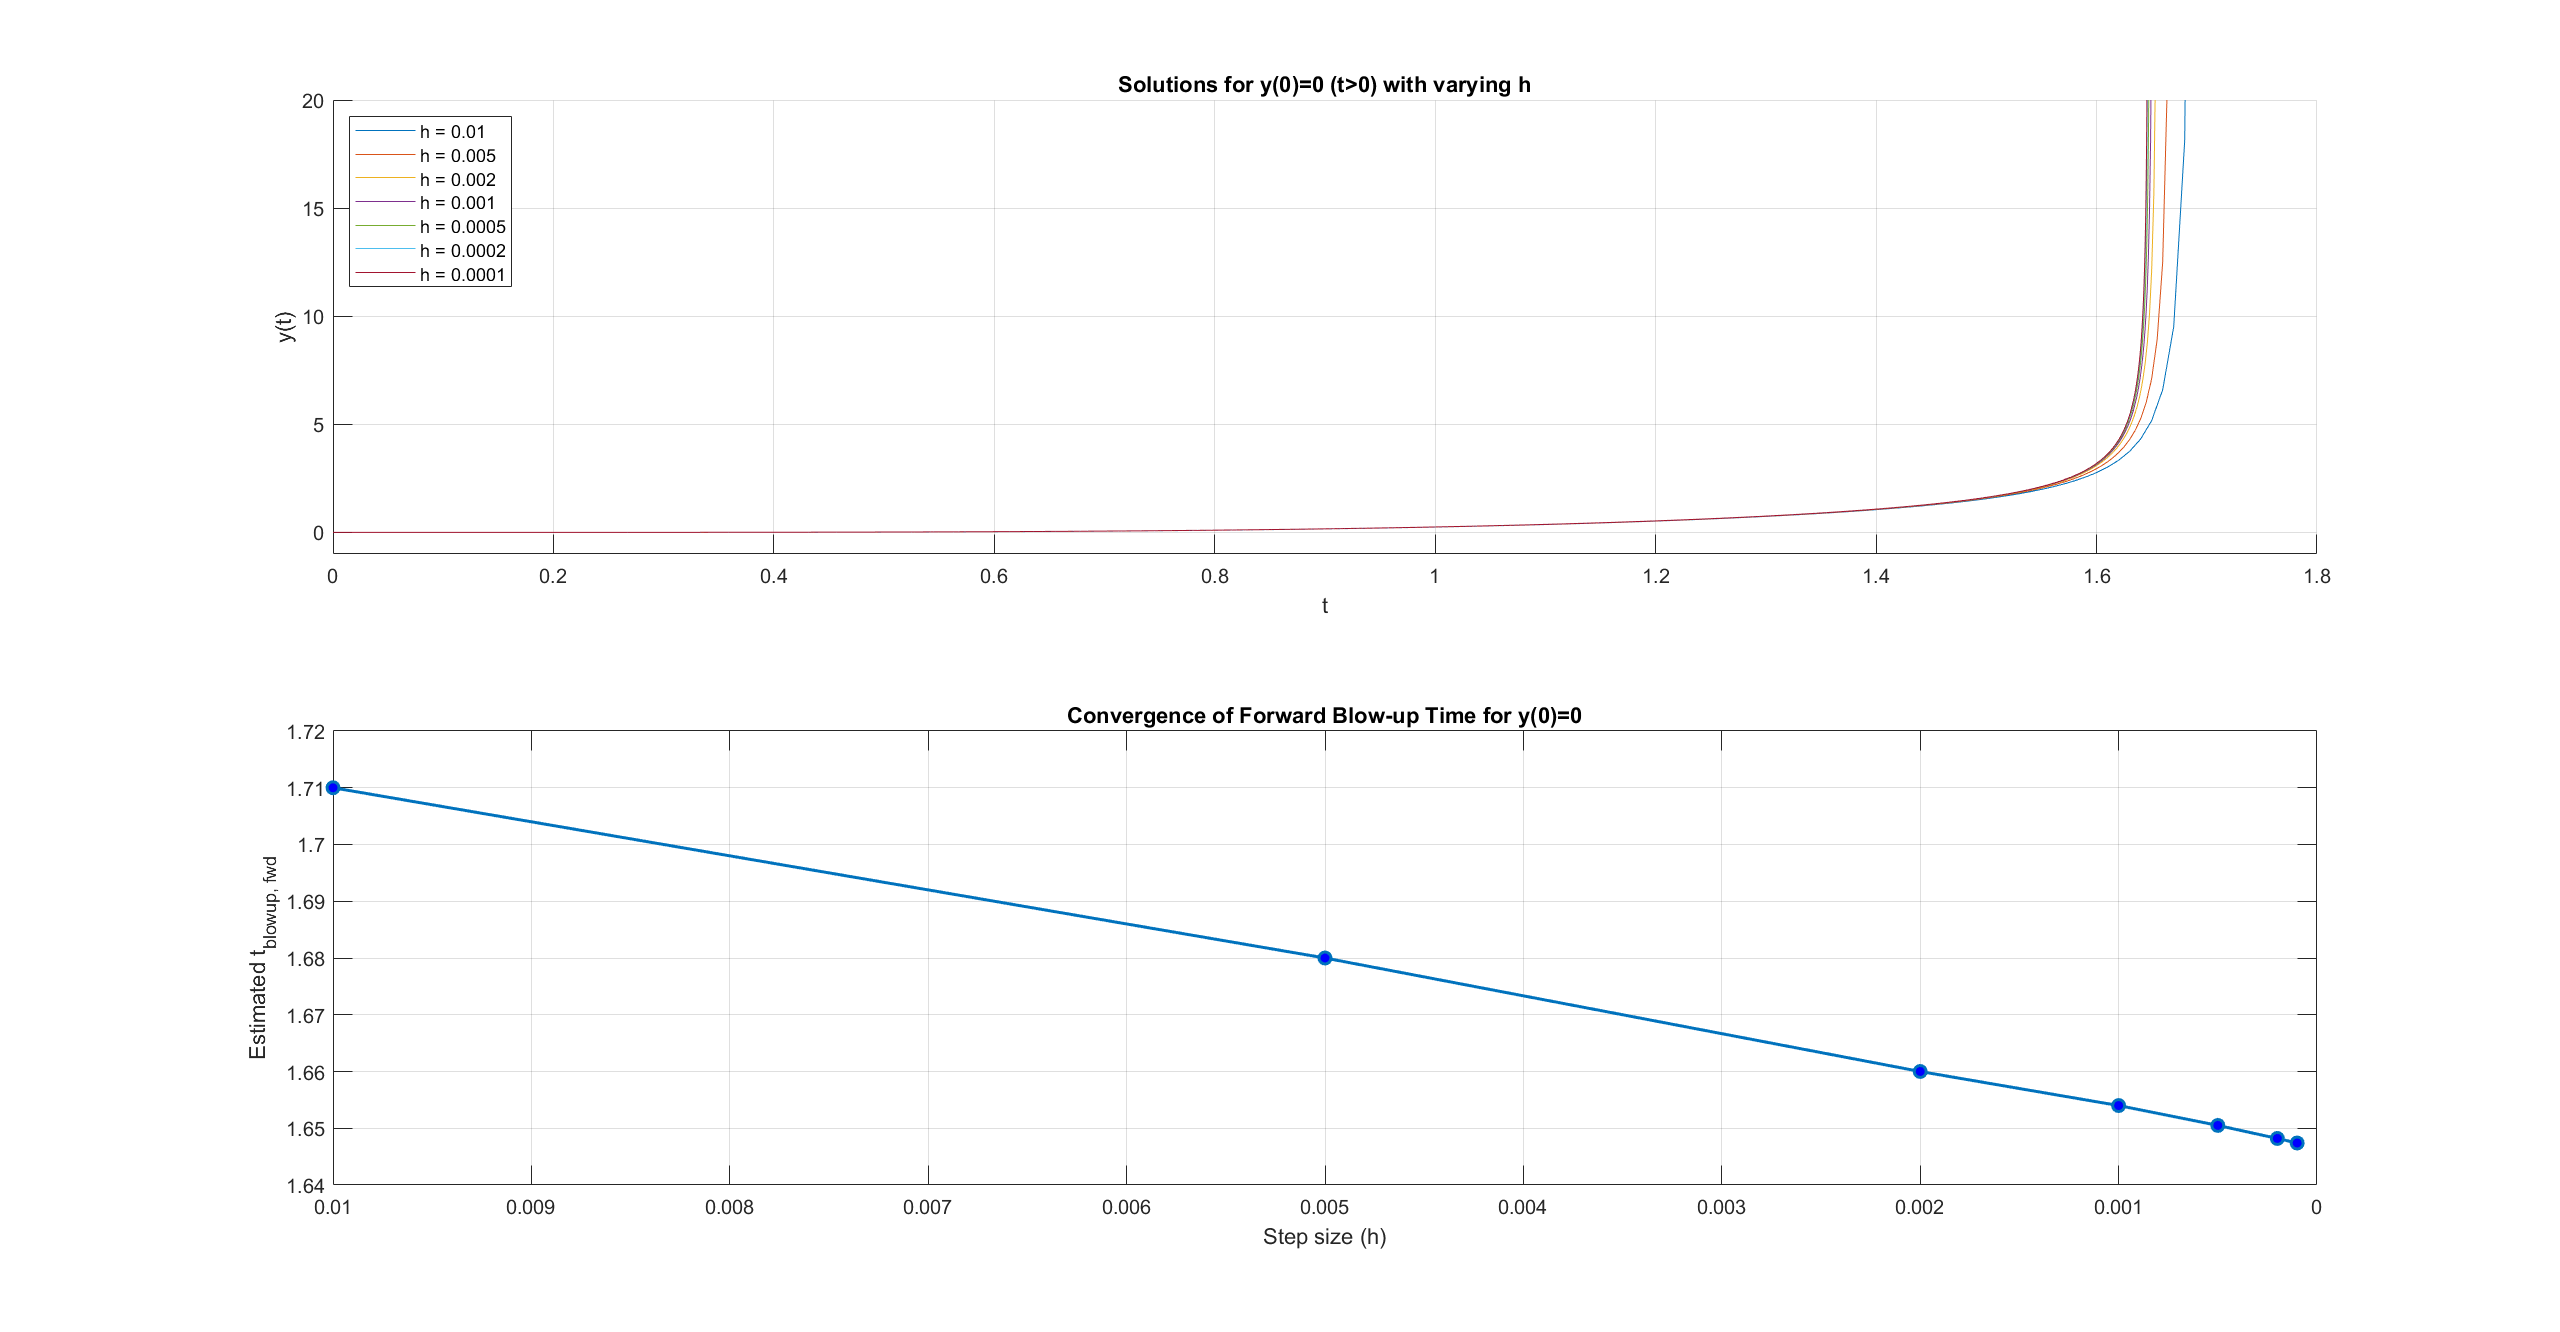 Solutions for y(0)=0 (t>0) with varying h
20
15
10
5
0
y(t)
h = 0.01
h = 0.005
h = 0.002
h = 0.001
h = 0.0005
h = 0.0002
h = 0.0001
0 0.2 0.4 0.6 0.8 1 1.2 1.4 1.6 1.8
t
Convergence of Forward Blow-up Time for y(0)=0
1.72
1.71
1.7
1.69
1.68
1.67
1.66
1.65
1.64
Estimated t_blowup, fwd
0.01 0.009 0.008 0.007 0.006 0.005 0.004 0.003 0.002 0.001 0
Step size (h)